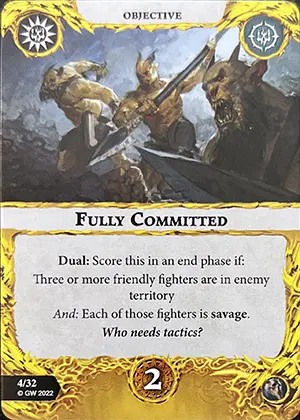 OBJECTIVE
FULLY COMMITTED
Dual: Score this in an end phase if:
Three or more friendly fighters are in enemy
territory
And: Each of those fighters is savage.
Who needs tactics?
4/32
© GW 2022
2